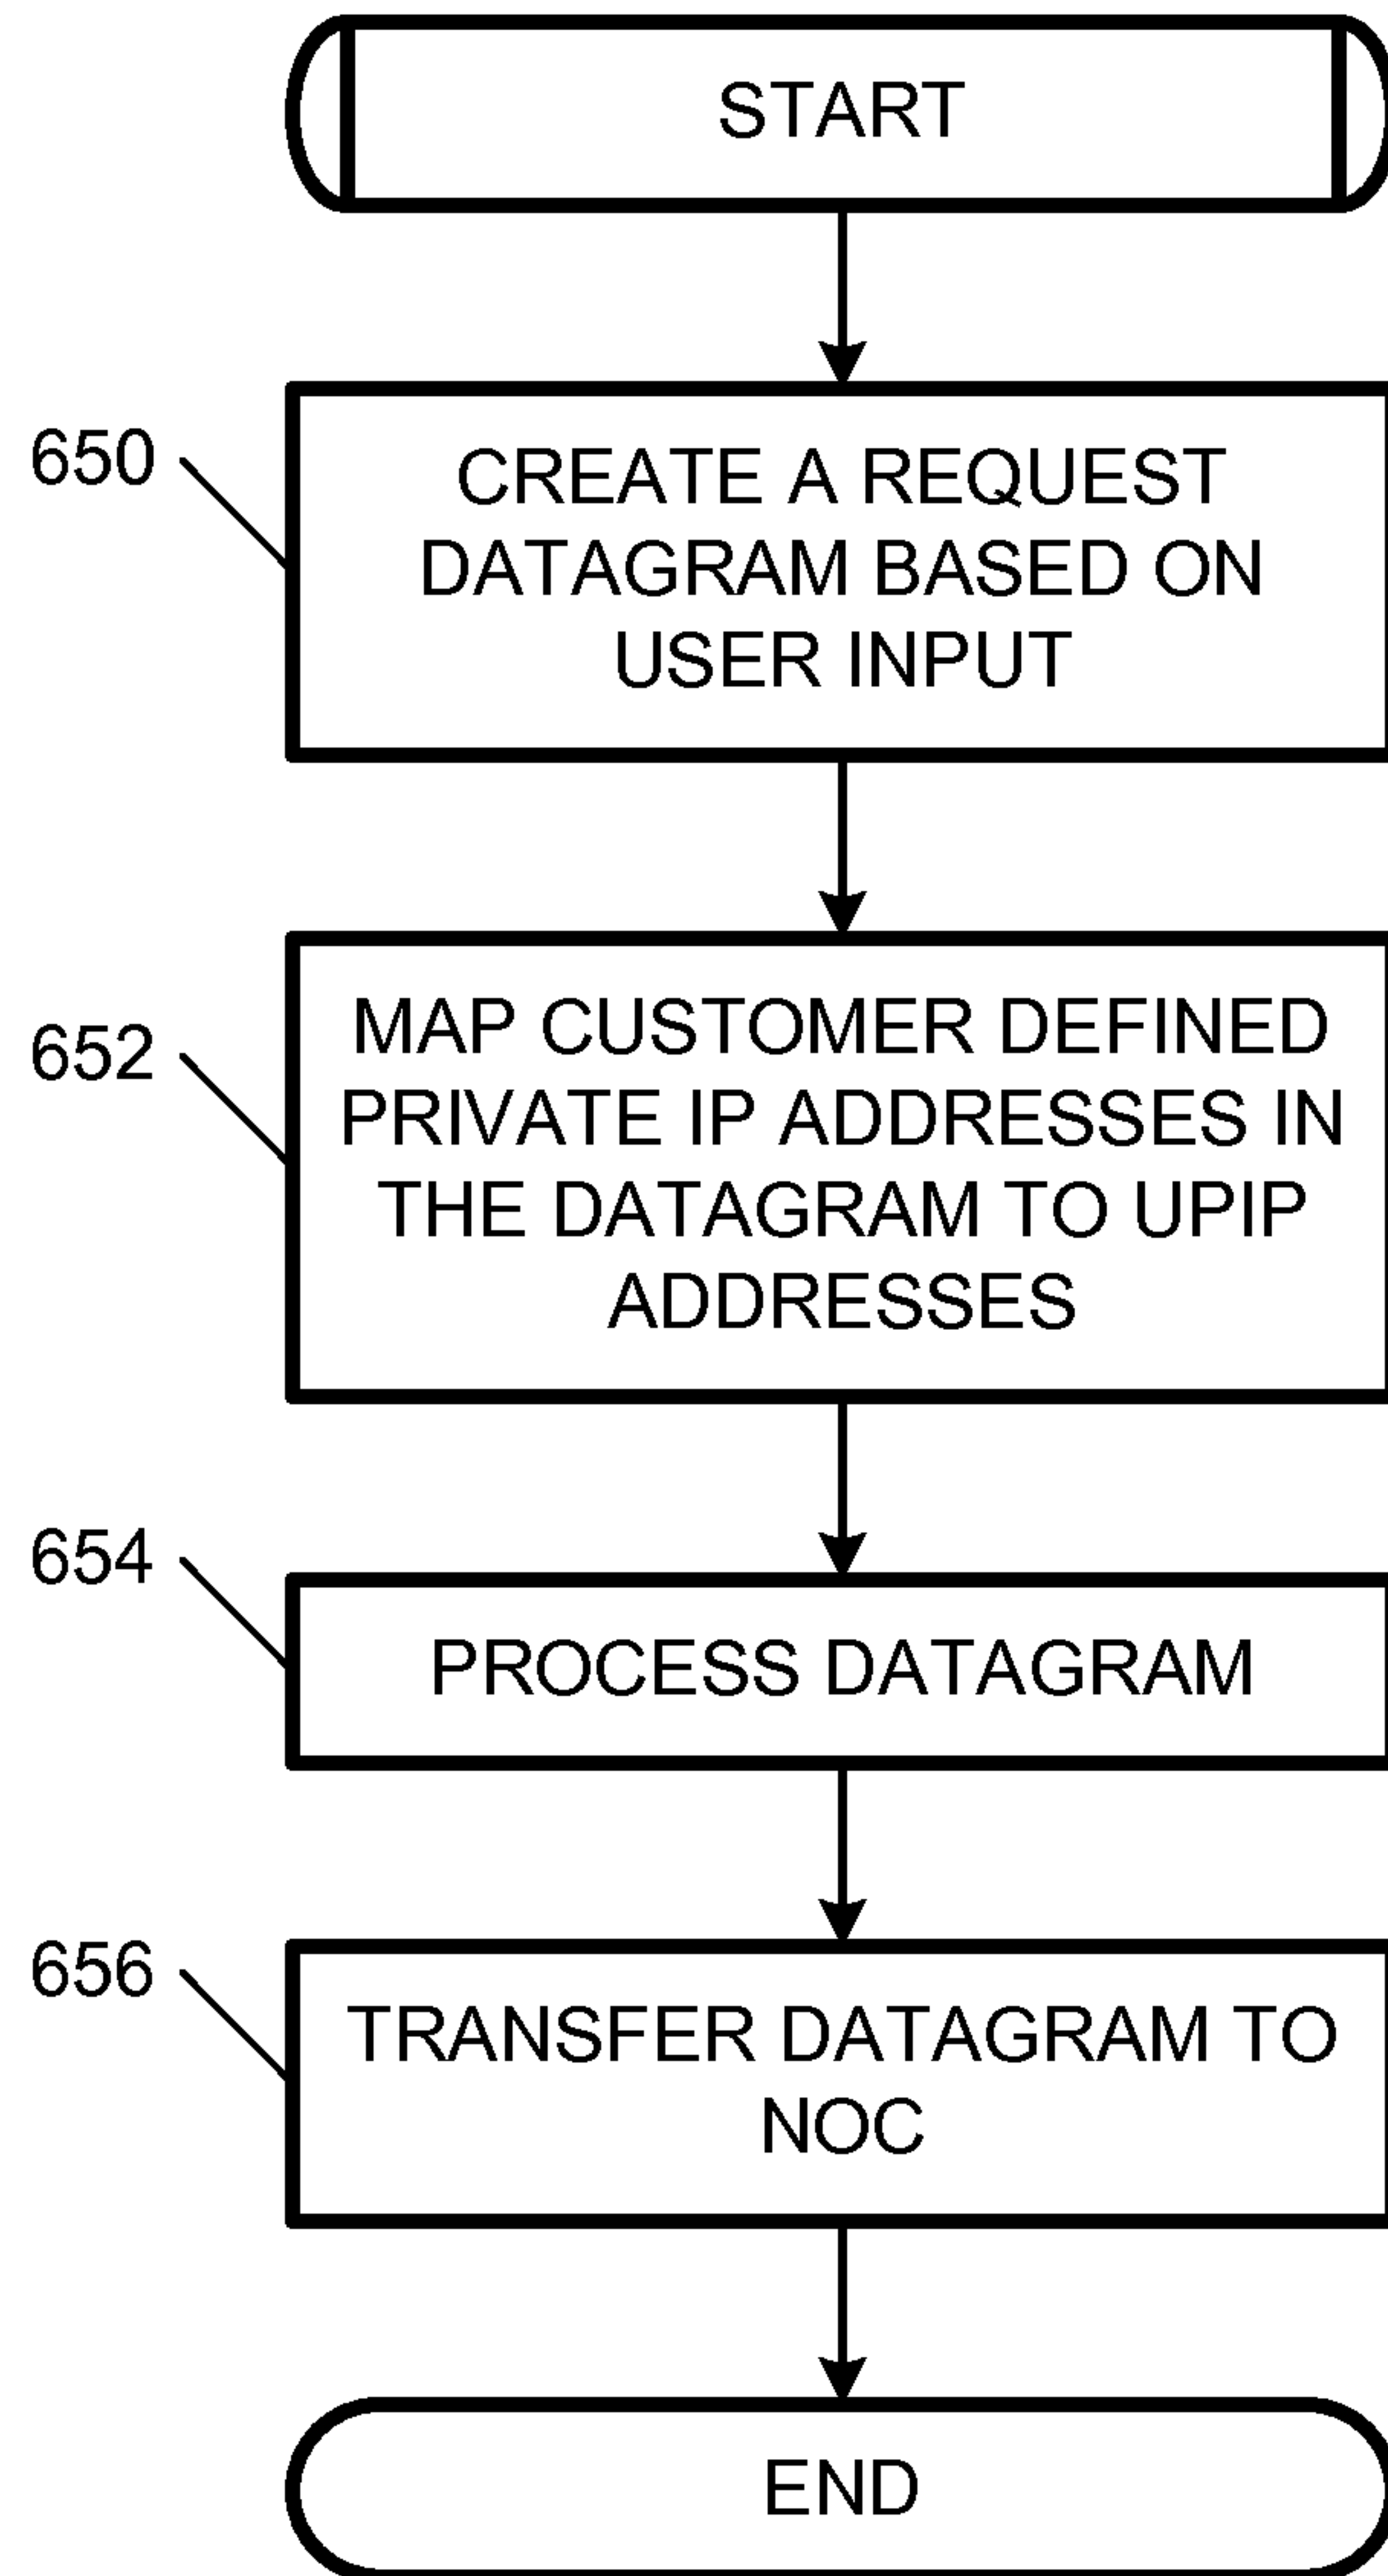 START
650
CREATE A REQUEST
DATAGRAM BASED ON
USER INPUT
652
MAP CUSTOMER DEFINED
PRIVATE IP ADDRESSES IN
THE DATAGRAM TO UPIP
ADDRESSES
654
PROCESS DATAGRAM
656
TRANSFER DATAGRAM TO
NOC
END